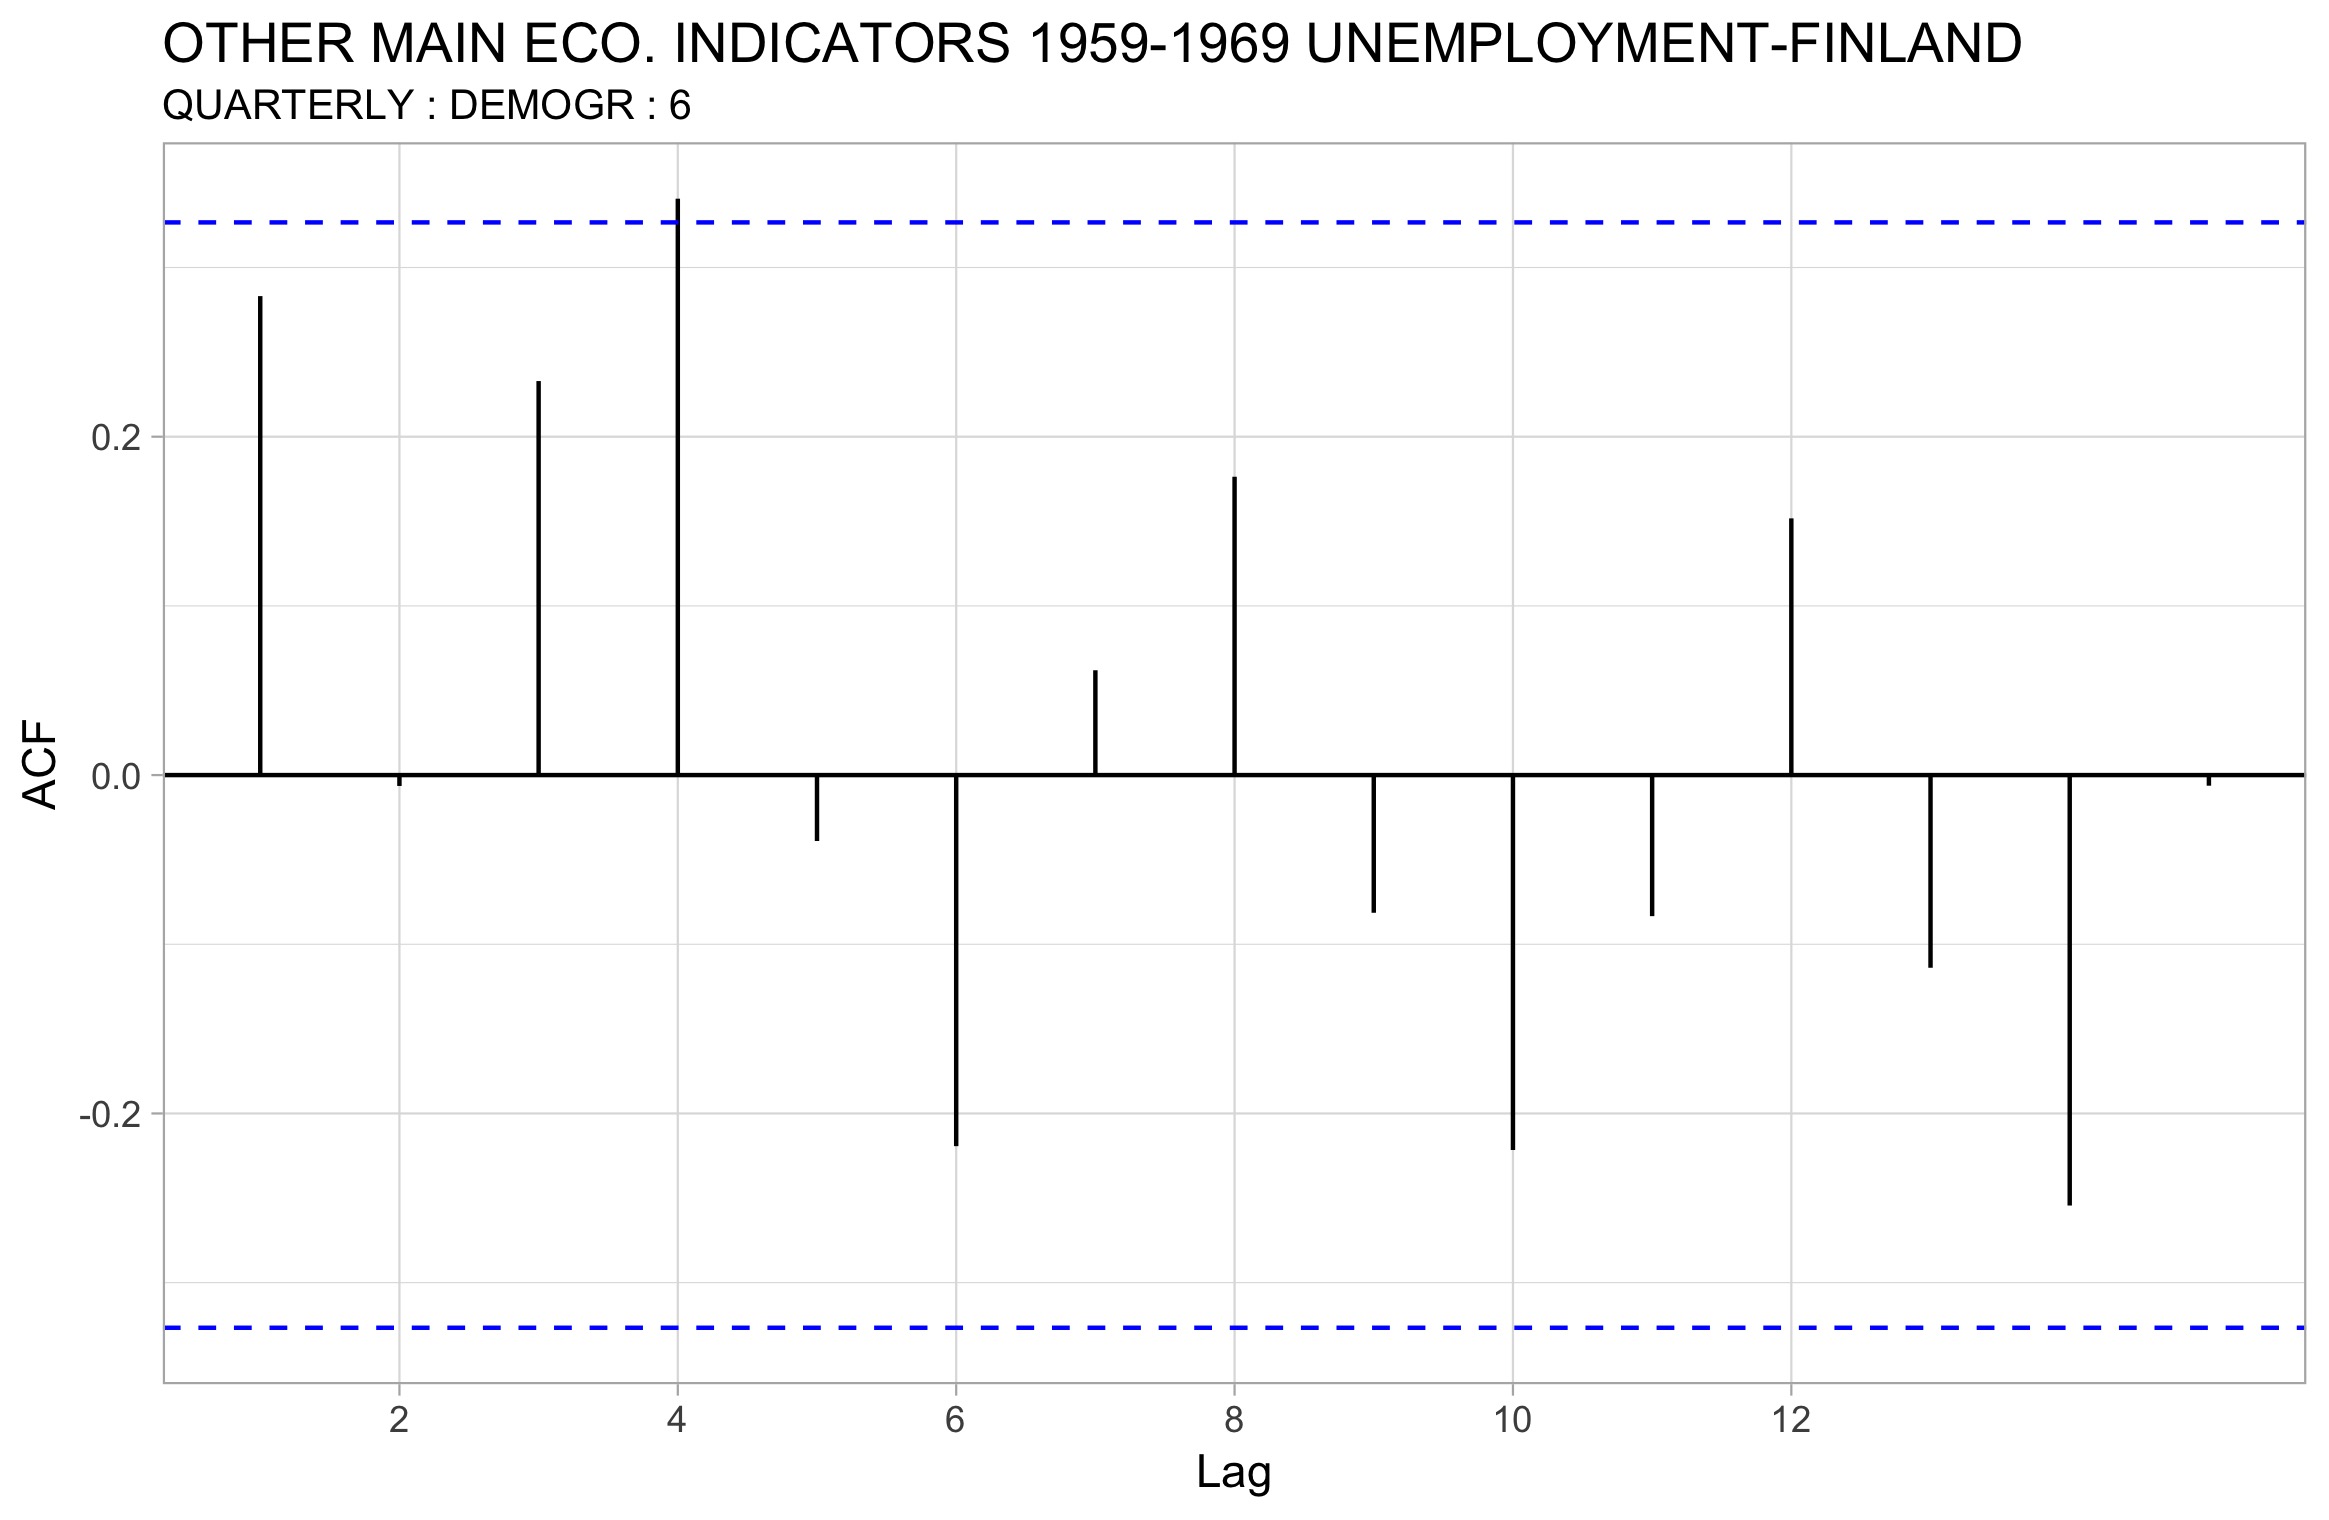 OTHER MAIN ECO. INDICATORS 1959-1969 UNEMPLOYMENT-FINLAND
QUARTERLY : DEMOGR : 6
ACF
0.2
0.0
-0.2
2
4
6
8
10
12
Lag